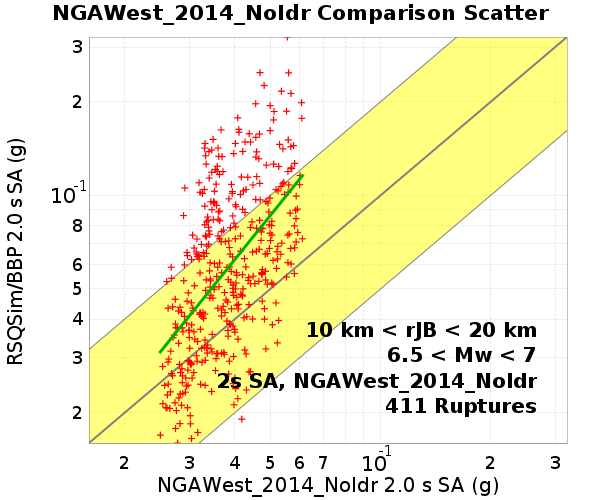 NGAWest_2014_NoIdr Comparison Scatter
RSQSim/BBP 2.0 s SA (g)
3
2
10-1
8
6
5
4
3
2
10 km < rJB < 20 km
6.5 < Mw < 7
2s SA, NGAWest_2014_NoIdr
411 Ruptures
2 3 4 5 6 7 10-1 2 3
NGAWest_2014_NoIdr 2.0 s SA (g)